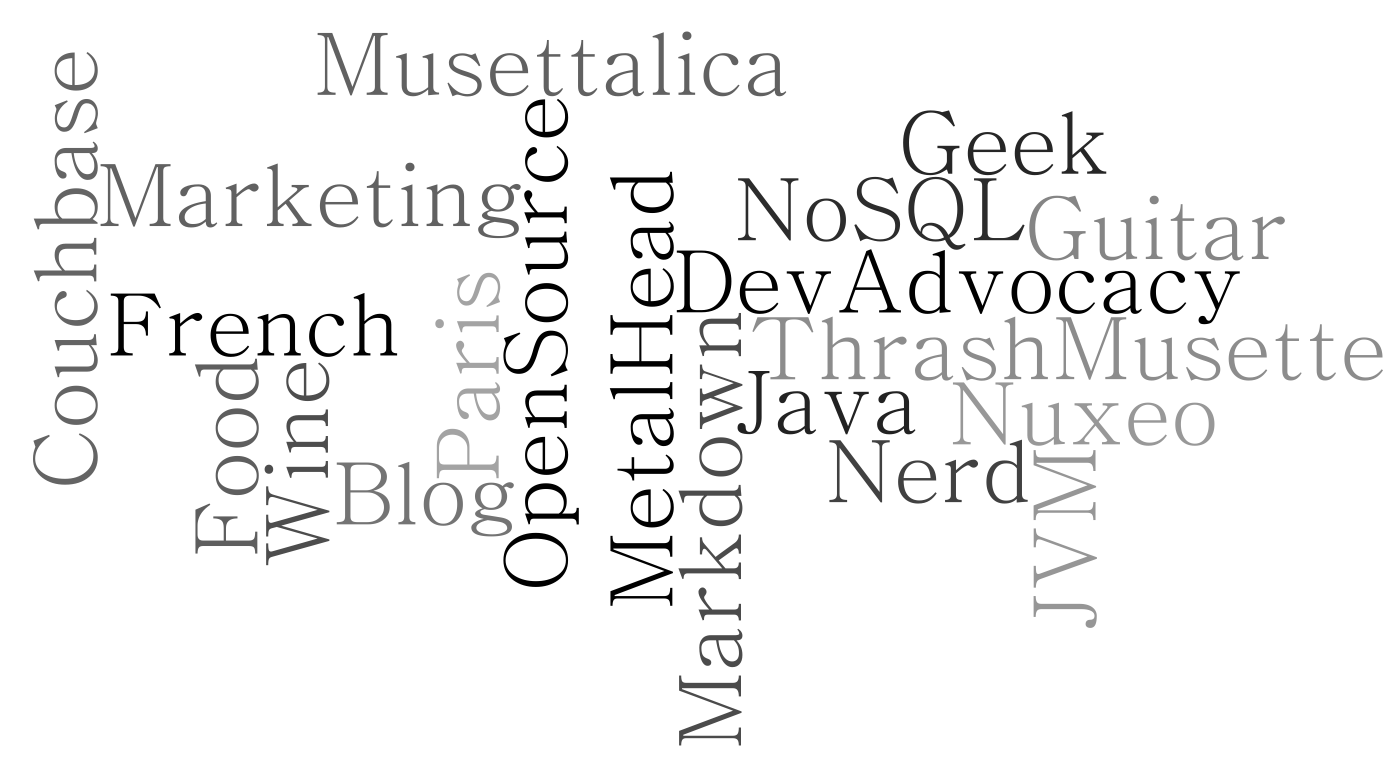 Musettalica
Couchbase
Marketing
OpenSource
Geek
NoSQL
Guitar
MetalHead
DevAdvocacy
French
Paris
ThrashMusette
Markdown
Java
Nuxeo
Food
Wine
Blog
Nerd
JVM